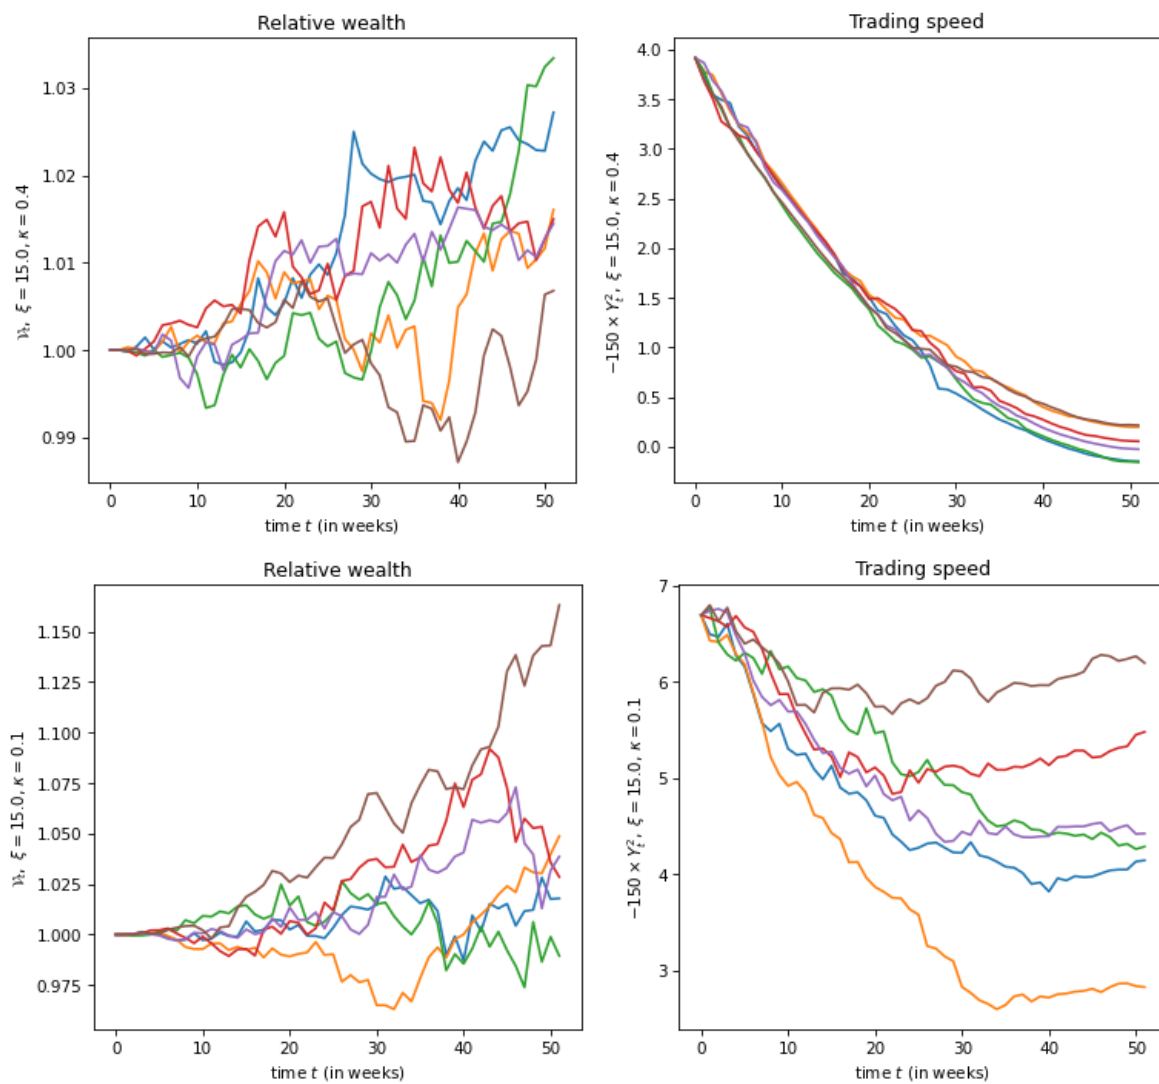 Relative wealth
Trading speed
𝒱ₜ, ξ = 15.0, κ = 0.4
1.03
1.02
1.01
1.00
0.99
0 10 20 30 40 50
time t (in weeks)
−150 × Yₜ², ξ = 15.0, κ = 0.4
4.0
3.5
3.0
2.5
2.0
1.5
1.0
0.5
0.0
0 10 20 30 40 50
time t (in weeks)
Relative wealth
Trading speed
𝒱ₜ, ξ = 15.0, κ = 0.1
1.150
1.125
1.100
1.075
1.050
1.025
1.000
0.975
0 10 20 30 40 50
time t (in weeks)
−150 × Yₜ², ξ = 15.0, κ = 0.1
7
6
5
4
3
0 10 20 30 40 50
time t (in weeks)